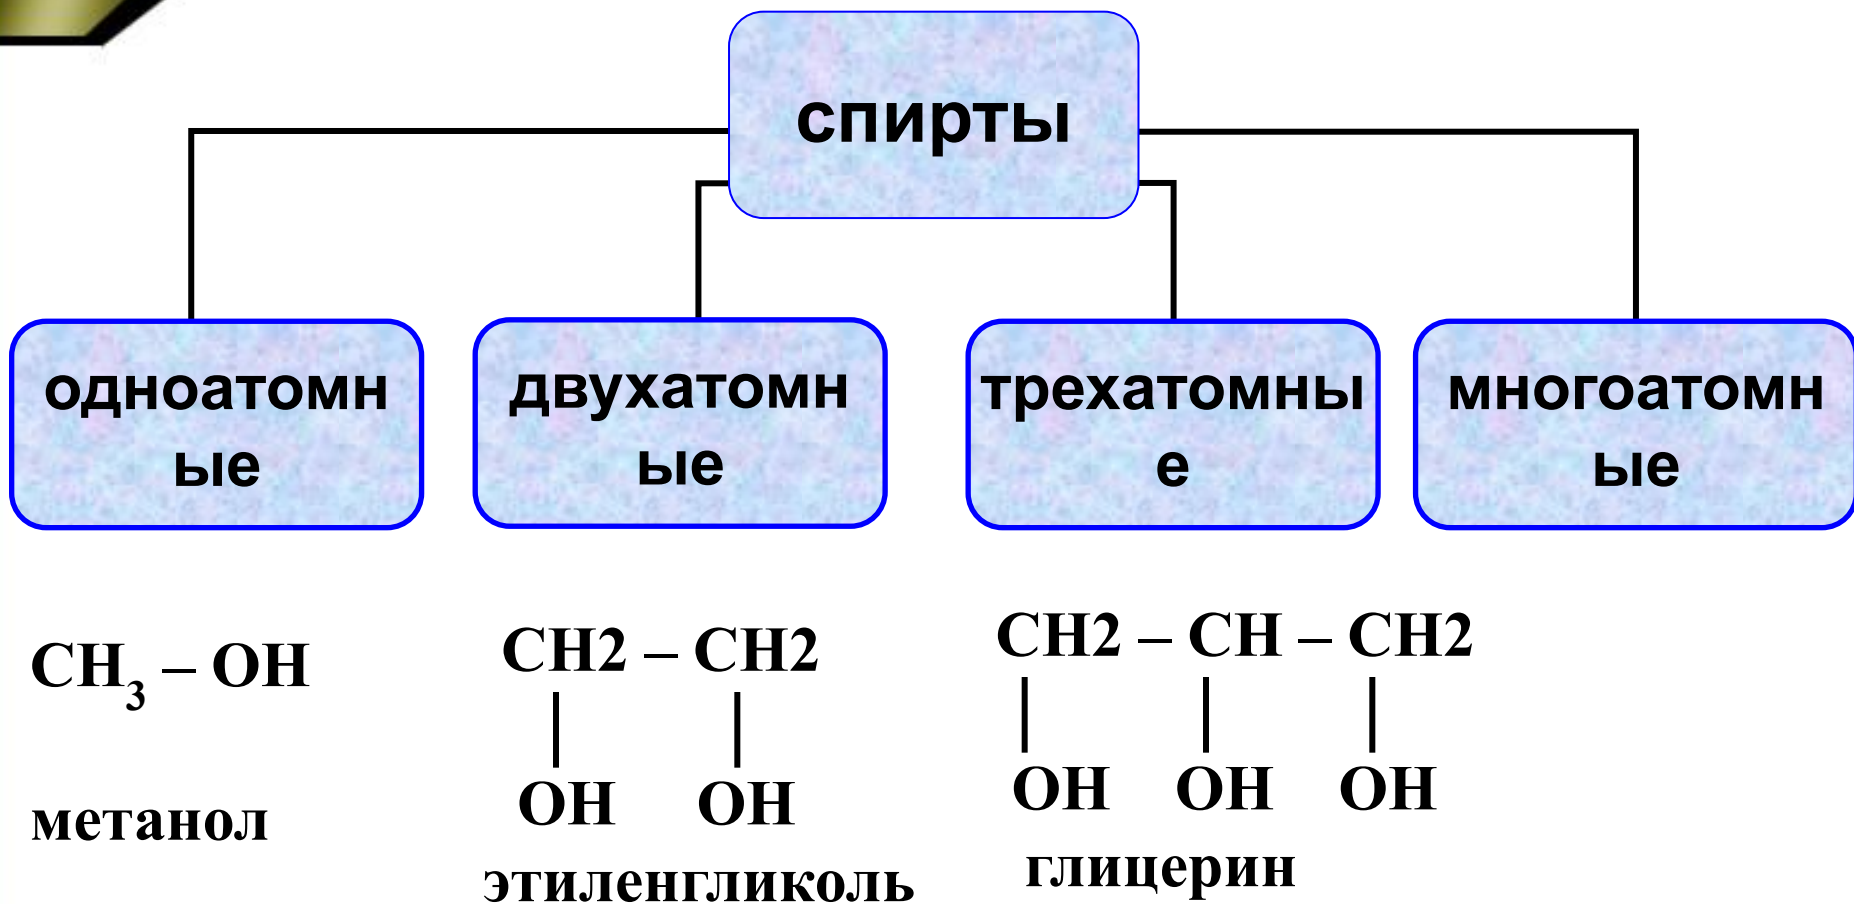 спирты
одноатомн
ые
двухатомн
ые
трехатомны
е
многоатомн
ые
CH₃ – OH
метанол
CH2 – CH2
OH OH
этиленгликоль
CH2 – CH – CH2
OH OH OH
глицерин